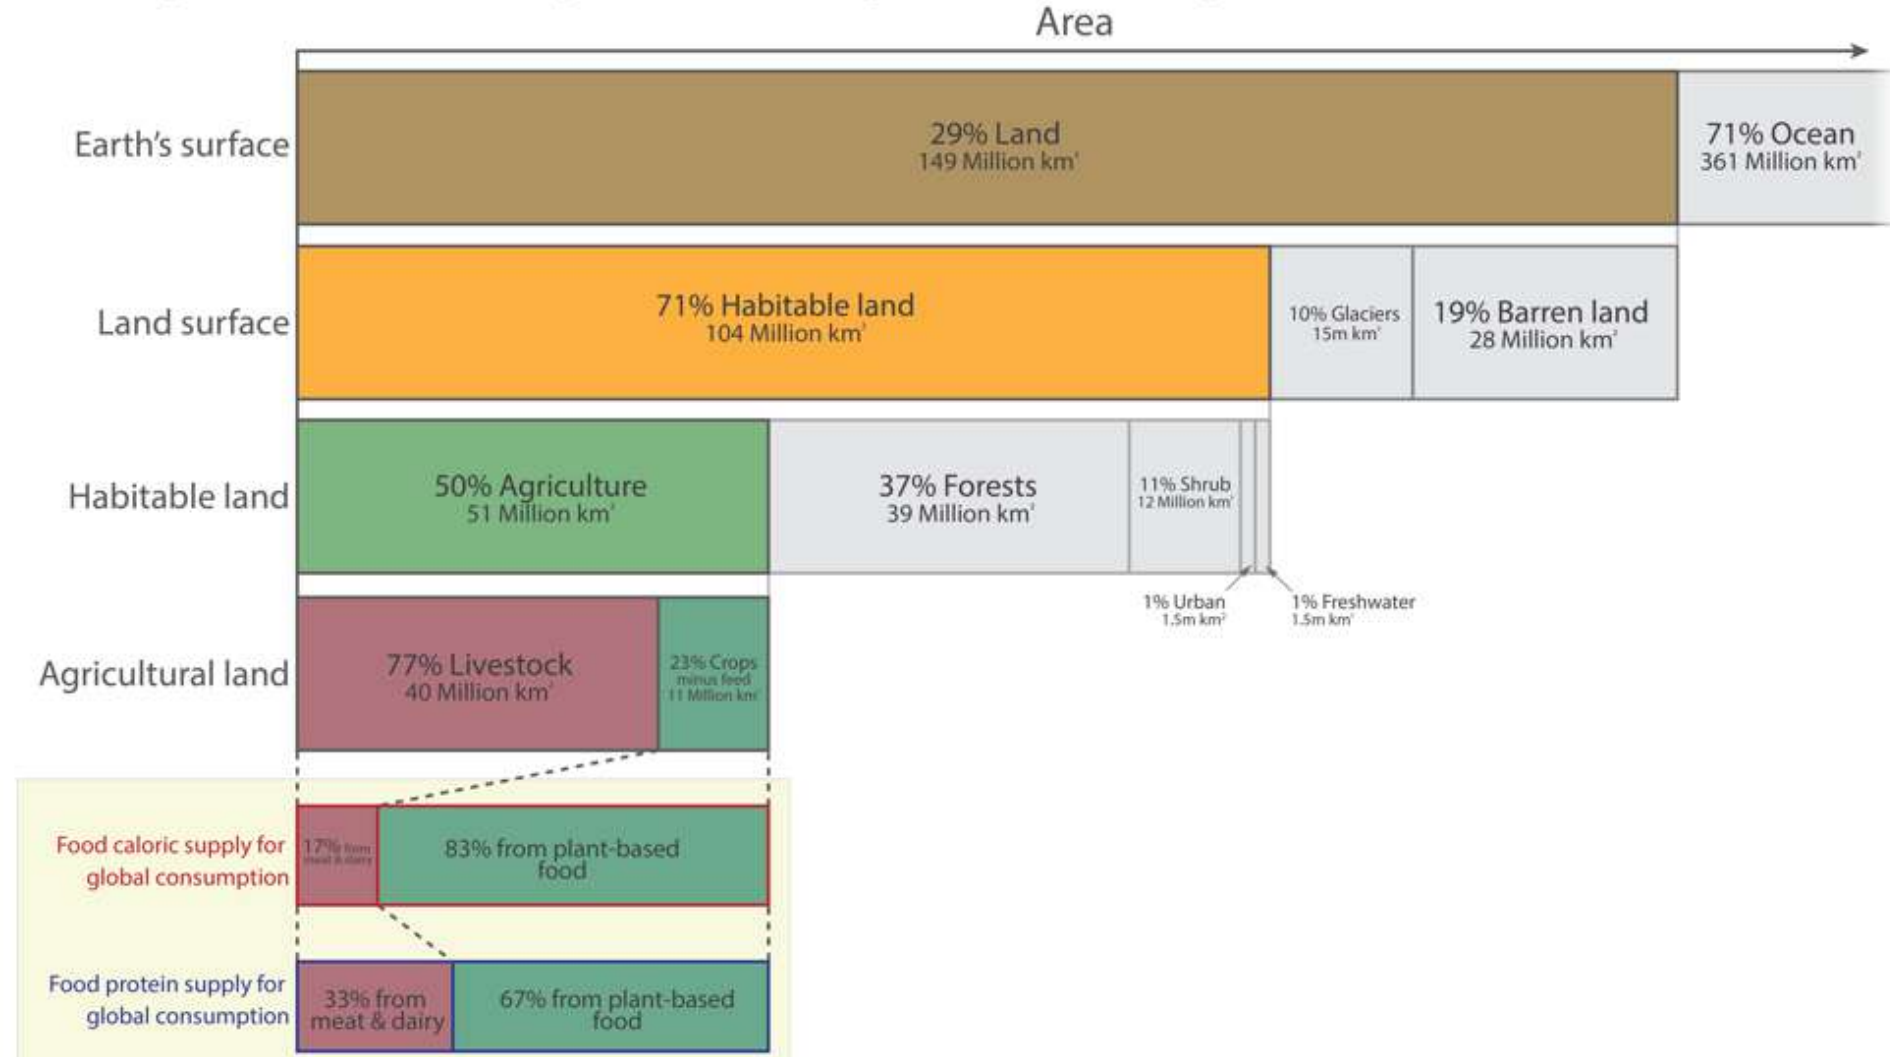 Area
Earth's surface
29% Land
149 Million km²
71% Ocean
361 Million km²
Land surface
71% Habitable land
104 Million km²
10% Glaciers
15m km²
19% Barren land
28 Million km²
Habitable land
50% Agriculture
51 Million km²
37% Forests
39 Million km²
11% Shrub
12 Million km²
1% Urban
1.5m km²
1% Freshwater
1.5m km²
Agricultural land
77% Livestock
40 Million km²
23% Crops
minus feed
11 Million km²
Food caloric supply for
global consumption
17% from
meat & dairy
83% from plant-based
food
Food protein supply for
global consumption
33% from
meat & dairy
67% from plant-based
food